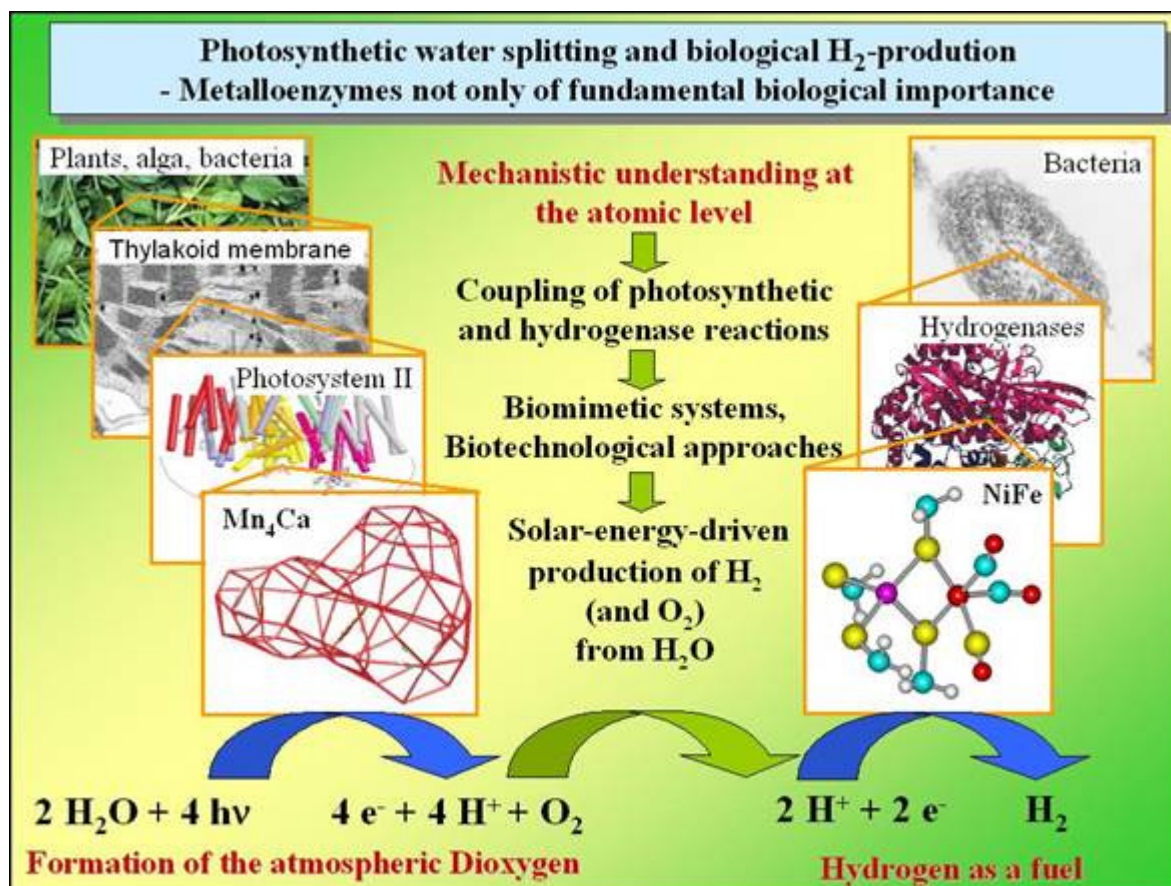 Photosynthetic water splitting and biological H₂-prodution
- Metalloenzymes not only of fundamental biological importance
Plants, alga, bacteria
Thylakoid membrane
Photosystem II
Mn₄Ca
Mechanistic understanding at
the atomic level
Coupling of photosynthetic
and hydrogenase reactions
Biomimetic systems,
Biotechnological approaches
Solar-energy-driven
production of H₂
(and O₂)
from H₂O
Bacteria
Hydrogenases
NiFe
2 H₂O + 4 hν 4 e⁻ + 4 H⁺ + O₂ 2 H⁺ + 2 e⁻ H₂
Formation of the atmospheric Dioxygen Hydrogen as a fuel